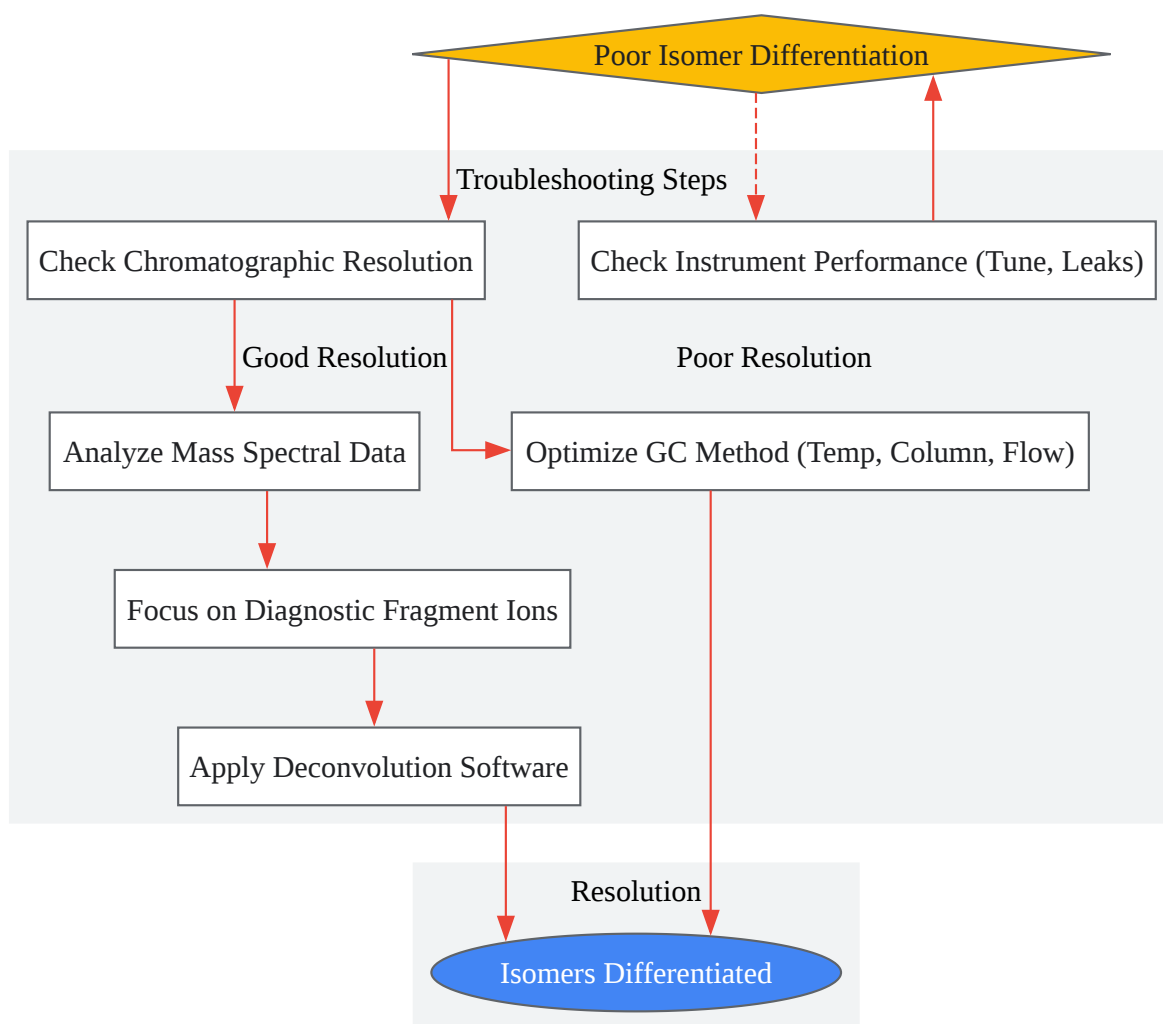 Poor Isomer Differentiation
Troubleshooting Steps
Check Chromatographic Resolution
Check Instrument Performance (Tune, Leaks)
Good Resolution
Poor Resolution
Analyze Mass Spectral Data
Optimize GC Method (Temp, Column, Flow)
Focus on Diagnostic Fragment Ions
Apply Deconvolution Software
Resolution
Isomers Differentiated